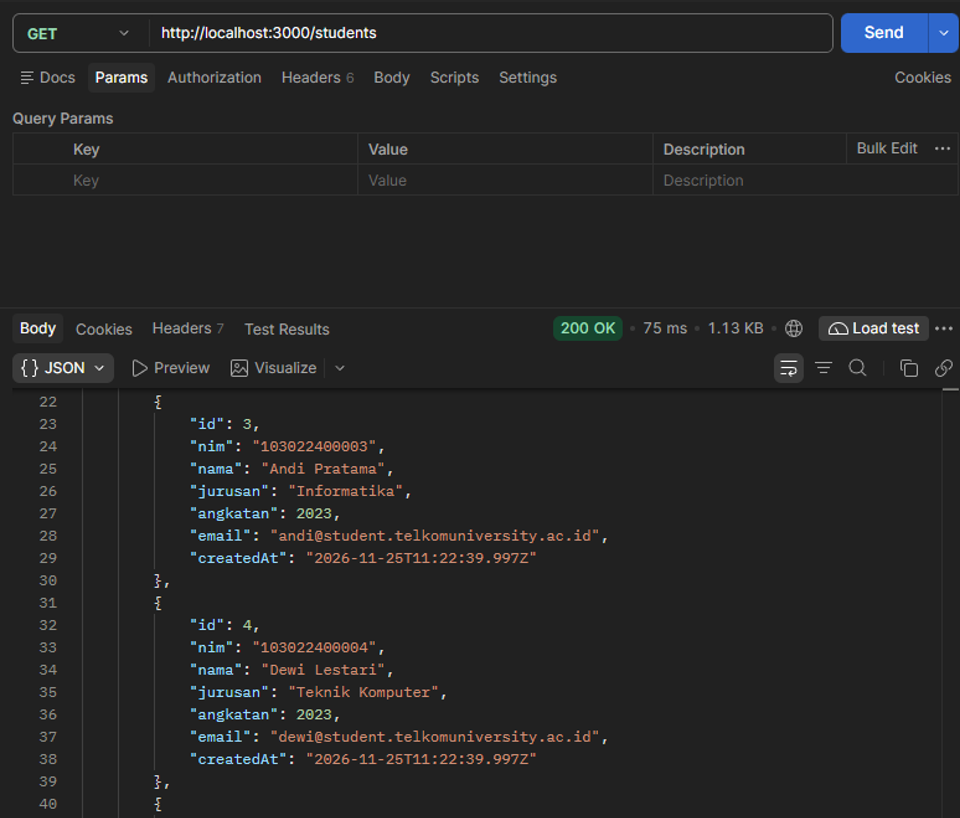 GET http://localhost:3000/students Send
Docs Params Authorization Headers 6 Body Scripts Settings Cookies
Query Params
Key Value Description Bulk Edit ...
Key Value Description
Body Cookies Headers 7 Test Results 200 OK • 75 ms • 1.13 KB • Load test ...
{} JSON Preview Visualize
22 {
23 "id": 3,
24 "nim": "103022400003",
25 "nama": "Andi Pratama",
26 "jurusan": "Informatika",
27 "angkatan": 2023,
28 "email": "andi@student.telkomuniversity.ac.id",
29 "createdAt": "2026-11-25T11:22:39.997Z"
30 },
31 {
32 "id": 4,
33 "nim": "103022400004",
34 "nama": "Dewi Lestari",
35 "jurusan": "Teknik Komputer",
36 "angkatan": 2023,
37 "email": "dewi@student.telkomuniversity.ac.id",
38 "createdAt": "2026-11-25T11:22:39.997Z"
39 },
40 {